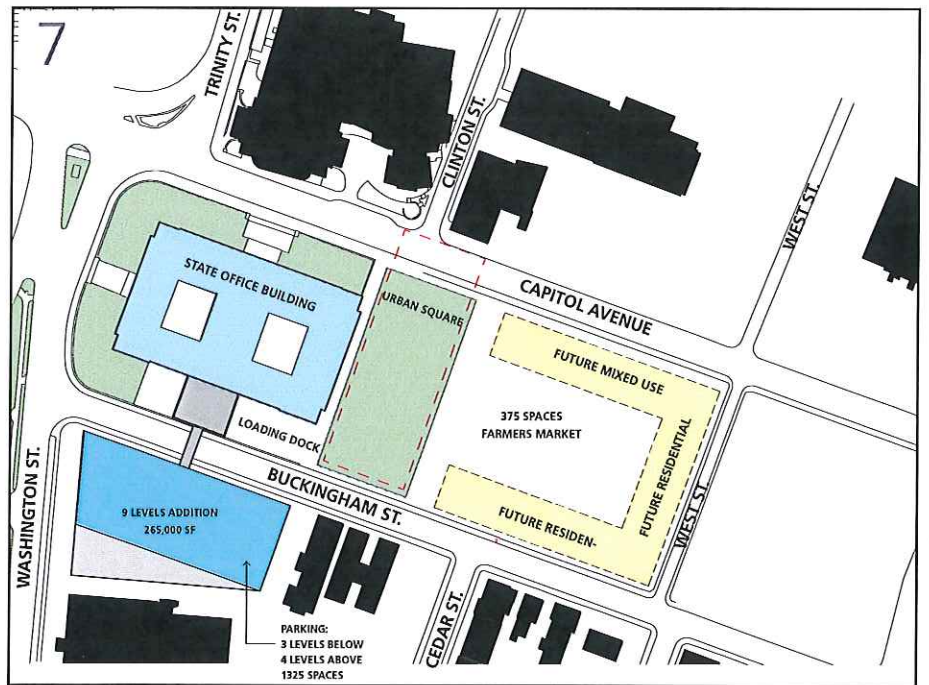 7
TRINITY ST.
CLINTON ST.
WEST ST.
STATE OFFICE BUILDING
URBAN SQUARE
CAPITOL AVENUE
FUTURE MIXED USE
375 SPACES
FARMERS MARKET
FUTURE RESIDENTIAL
LOADING DOCK
BUCKINGHAM ST.
FUTURE RESIDEN-
WEST ST.
WASHINGTON ST.
9 LEVELS ADDITION
265,000 SF
CEDAR ST.
PARKING:
3 LEVELS BELOW
4 LEVELS ABOVE
1325 SPACES